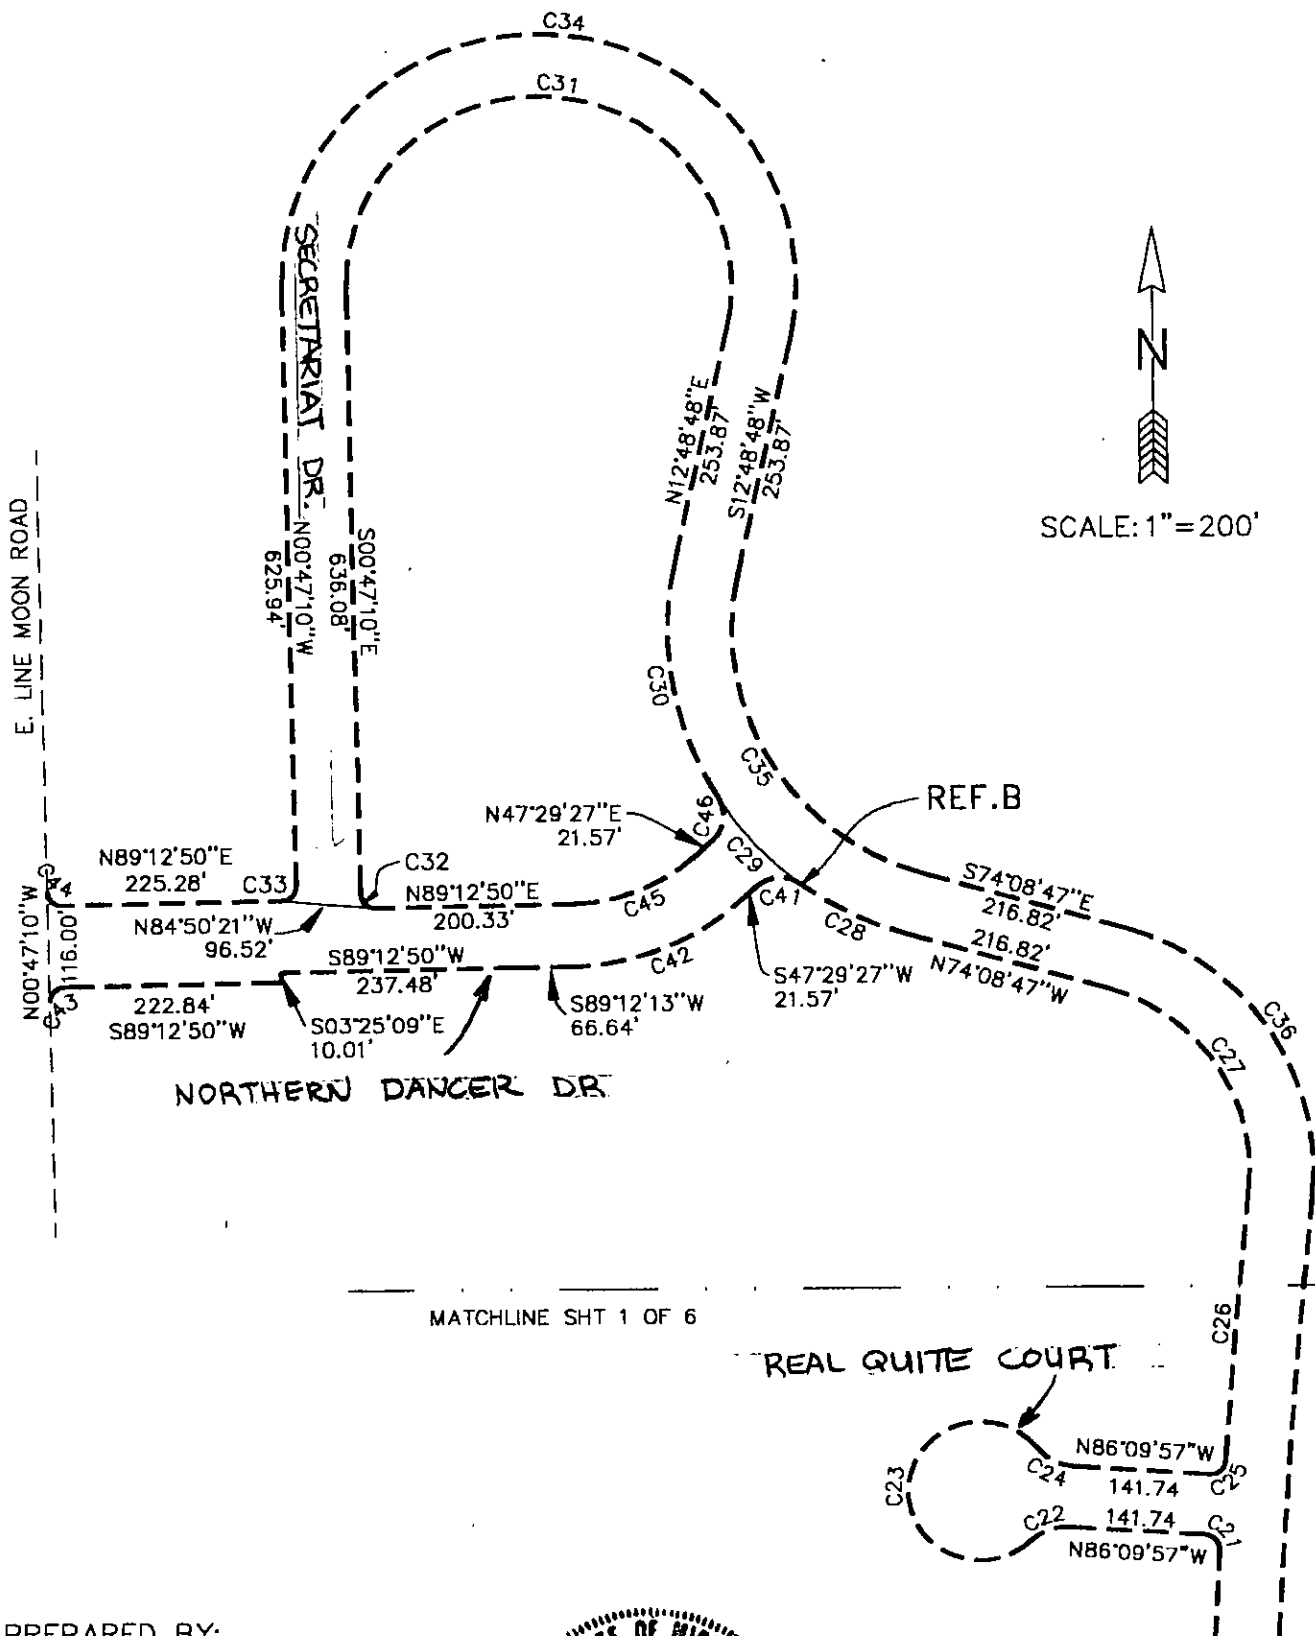 C34
C31
SECRETARIAT DR.
N12°48'48"E
253.87'
S12°48'48"W
253.87'
N
SCALE: 1"=200'
E. LINE MOON ROAD
N00°47'10"W
625.94'
S00°47'10"E
636.08'
C30
C35
REF.B
N47°29'27"E
21.57'
C46
C29
C41
C28
S74°08'47"E
216.82'
216.82'
N74°08'47"W
C44
N89°12'50"E
225.28'
C33
C32
N89°12'50"E
200.33'
C45
N00°47'10"W
116.00'
N84°50'21"W
96.52'
S89°12'50"W
237.48'
C42
S47°29'27"W
21.57'
C43
222.84'
S89°12'50"W
S03°25'09"E
10.01'
S89°12'13"W
66.64'
C36
C27
NORTHERN DANCER DR.
MATCHLINE SHT 1 OF 6
C26
REAL QUITE COURT
C23
C24
N86°09'57"W
141.74
C25
C22
141.74
N86°09'57"W
C21
PREPARED BY:
OF